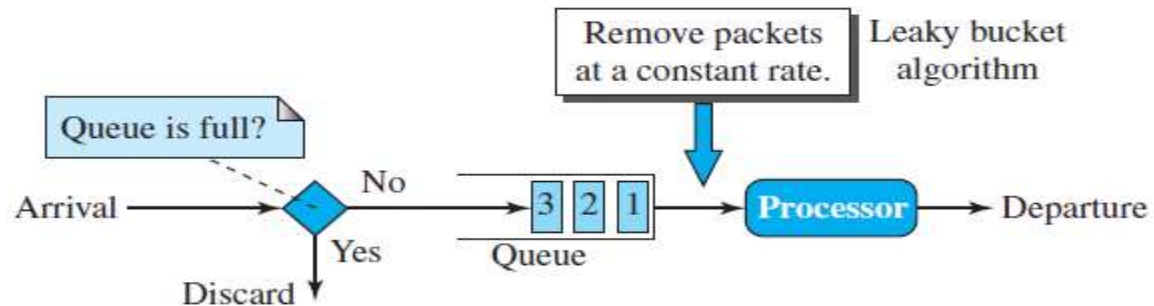 Remove packets
at a constant rate.
Leaky bucket
algorithm
Queue is full?
Arrival
No
Yes
Discard
3 2 1
Queue
Processor
Departure